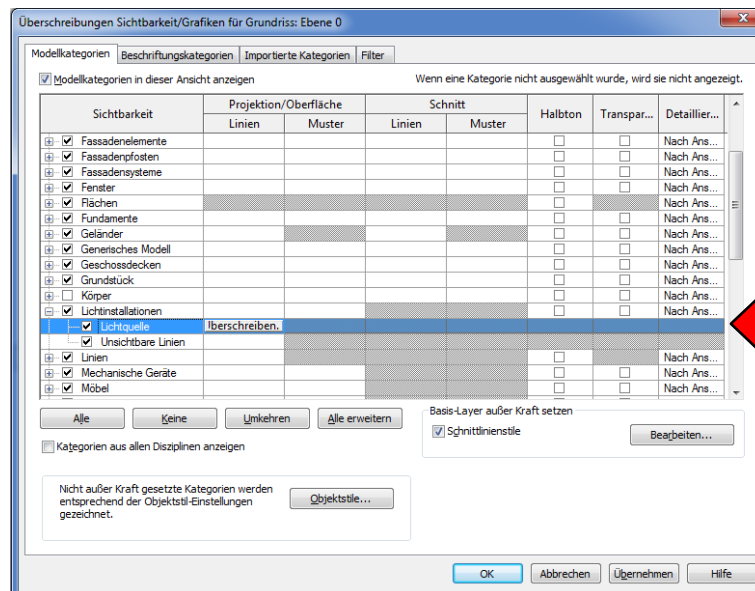 Überschreibungen Sichtbarkeit/Grafiken für Grundriss: Ebene 0
Modellkategorien Beschriftungskategorien Importierte Kategorien Filter
Modellkategorien in dieser Ansicht anzeigen Wenn eine Kategorie nicht ausgewählt wurde, wird sie nicht angezeigt.
Sichtbarkeit Projektion/Oberfläche Schnitt Halbton Transpar... Detaillier...
Linien Muster Linien Muster
Fassadenelemente Nach Ans...
Fassadenpfosten Nach Ans...
Fassadensysteme Nach Ans...
Fenster Nach Ans...
Flächen Nach Ans...
Fundamente Nach Ans...
Geländer Nach Ans...
Generisches Modell Nach Ans...
Geschossdecken Nach Ans...
Grundstück Nach Ans...
Körper Nach Ans...
Lichtinstallationen Nach Ans...
Lichtquelle berschreiben.
Unsichtbare Linien
Linien Nach Ans...
Mechanische Geräte Nach Ans...
Möbel Nach Ans...
Alle Keine Umkehren Alle erweitern
Kategorien aus allen Disziplinen anzeigen
Basis-Layer außer Kraft setzen
Schnittlinienstile Bearbeiten...
Nicht außer Kraft gesetzte Kategorien werden
entsprechend der Objektstil-Einstellungen
gezeichnet.
Objektstile...
OK Abbrechen Übernehmen Hilfe